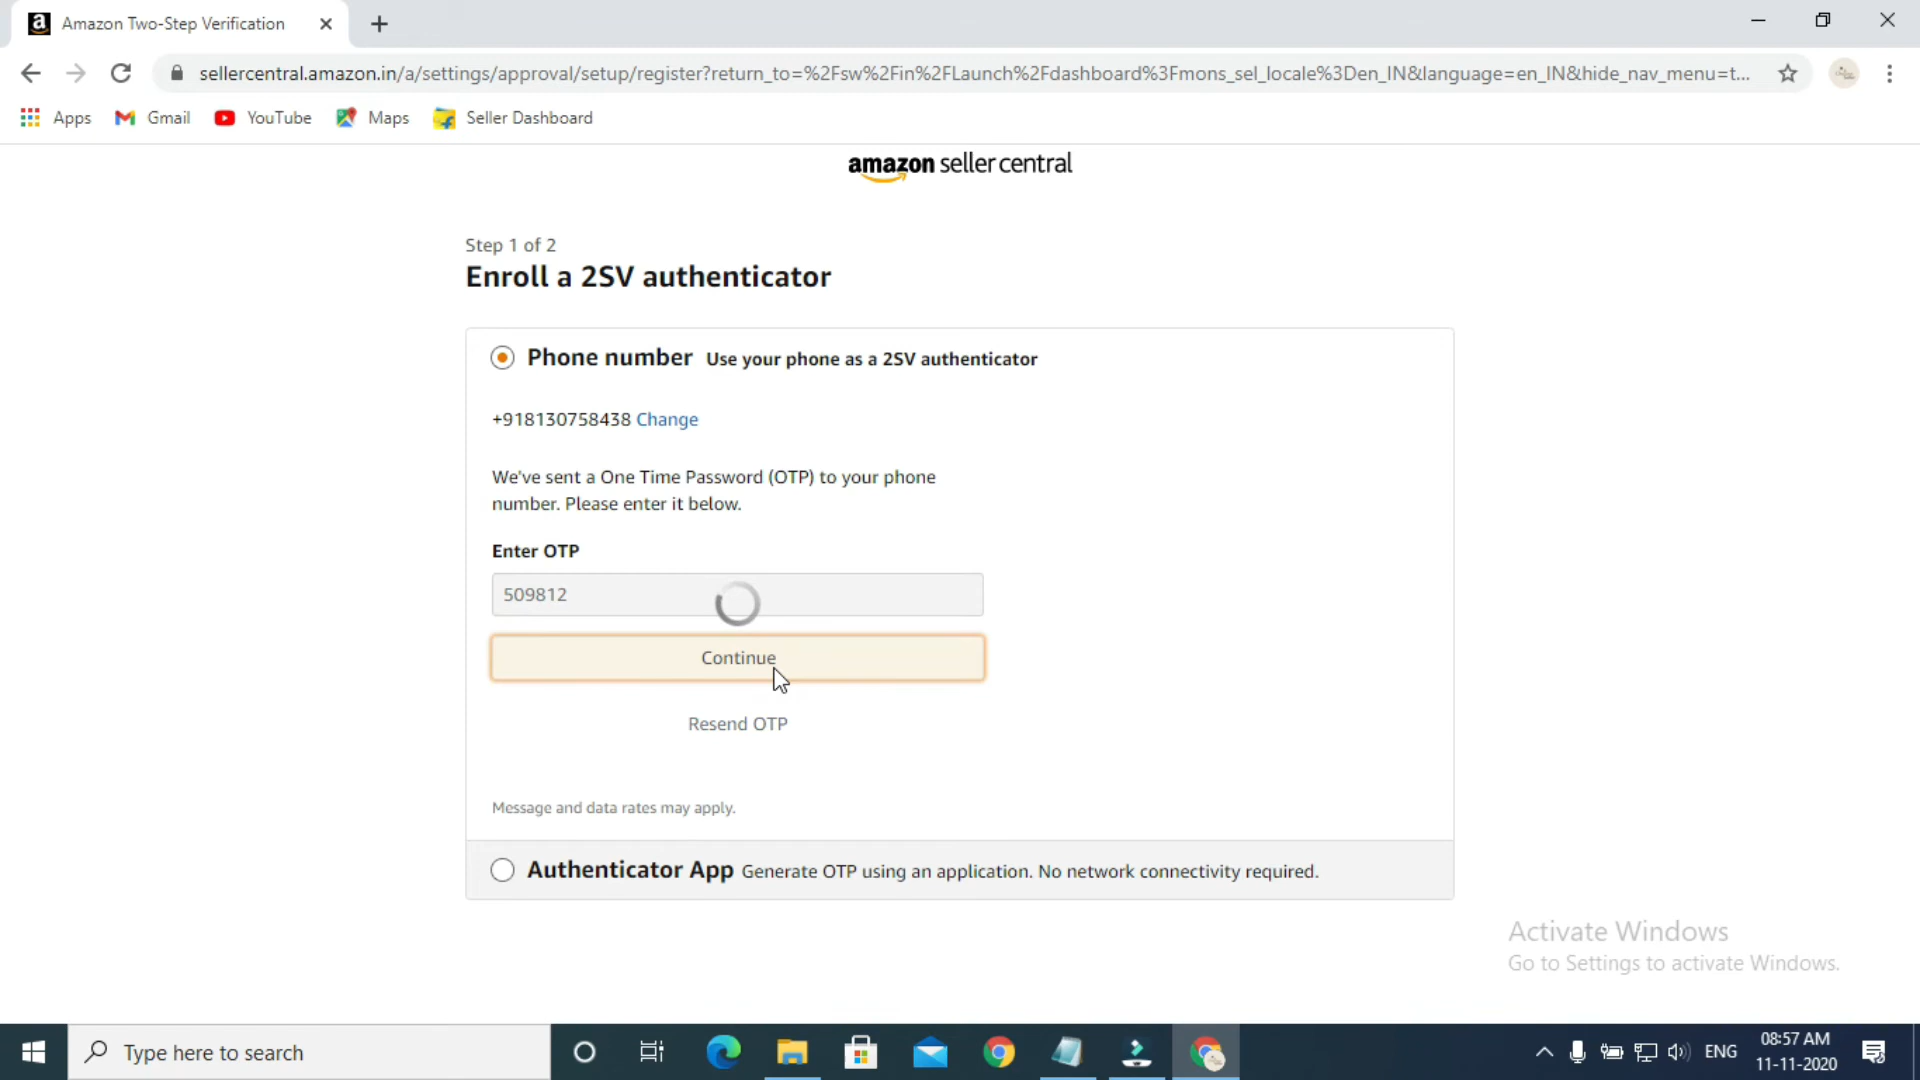 Amazon Two-Step Verification
sellercentral.amazon.in/a/settings/approval/setup/register?return_to=%2Fsw%2Fin%2FLaunch%2Fdashboard%3Fmons_sel_locale%3Den_IN&language=en_IN&hide_nav_menu=t...
Apps Gmail YouTube Maps Seller Dashboard
amazon seller central
Step 1 of 2
Enroll a 2SV authenticator
Phone number Use your phone as a 2SV authenticator
+918130758438 Change
We've sent a One Time Password (OTP) to your phone
number. Please enter it below.
Enter OTP
509812
Continue
Resend OTP
Message and data rates may apply.
Authenticator App Generate OTP using an application. No network connectivity required.
Activate Windows
Go to Settings to activate Windows.
Type here to search
ENG
08:57 AM
11-11-2020